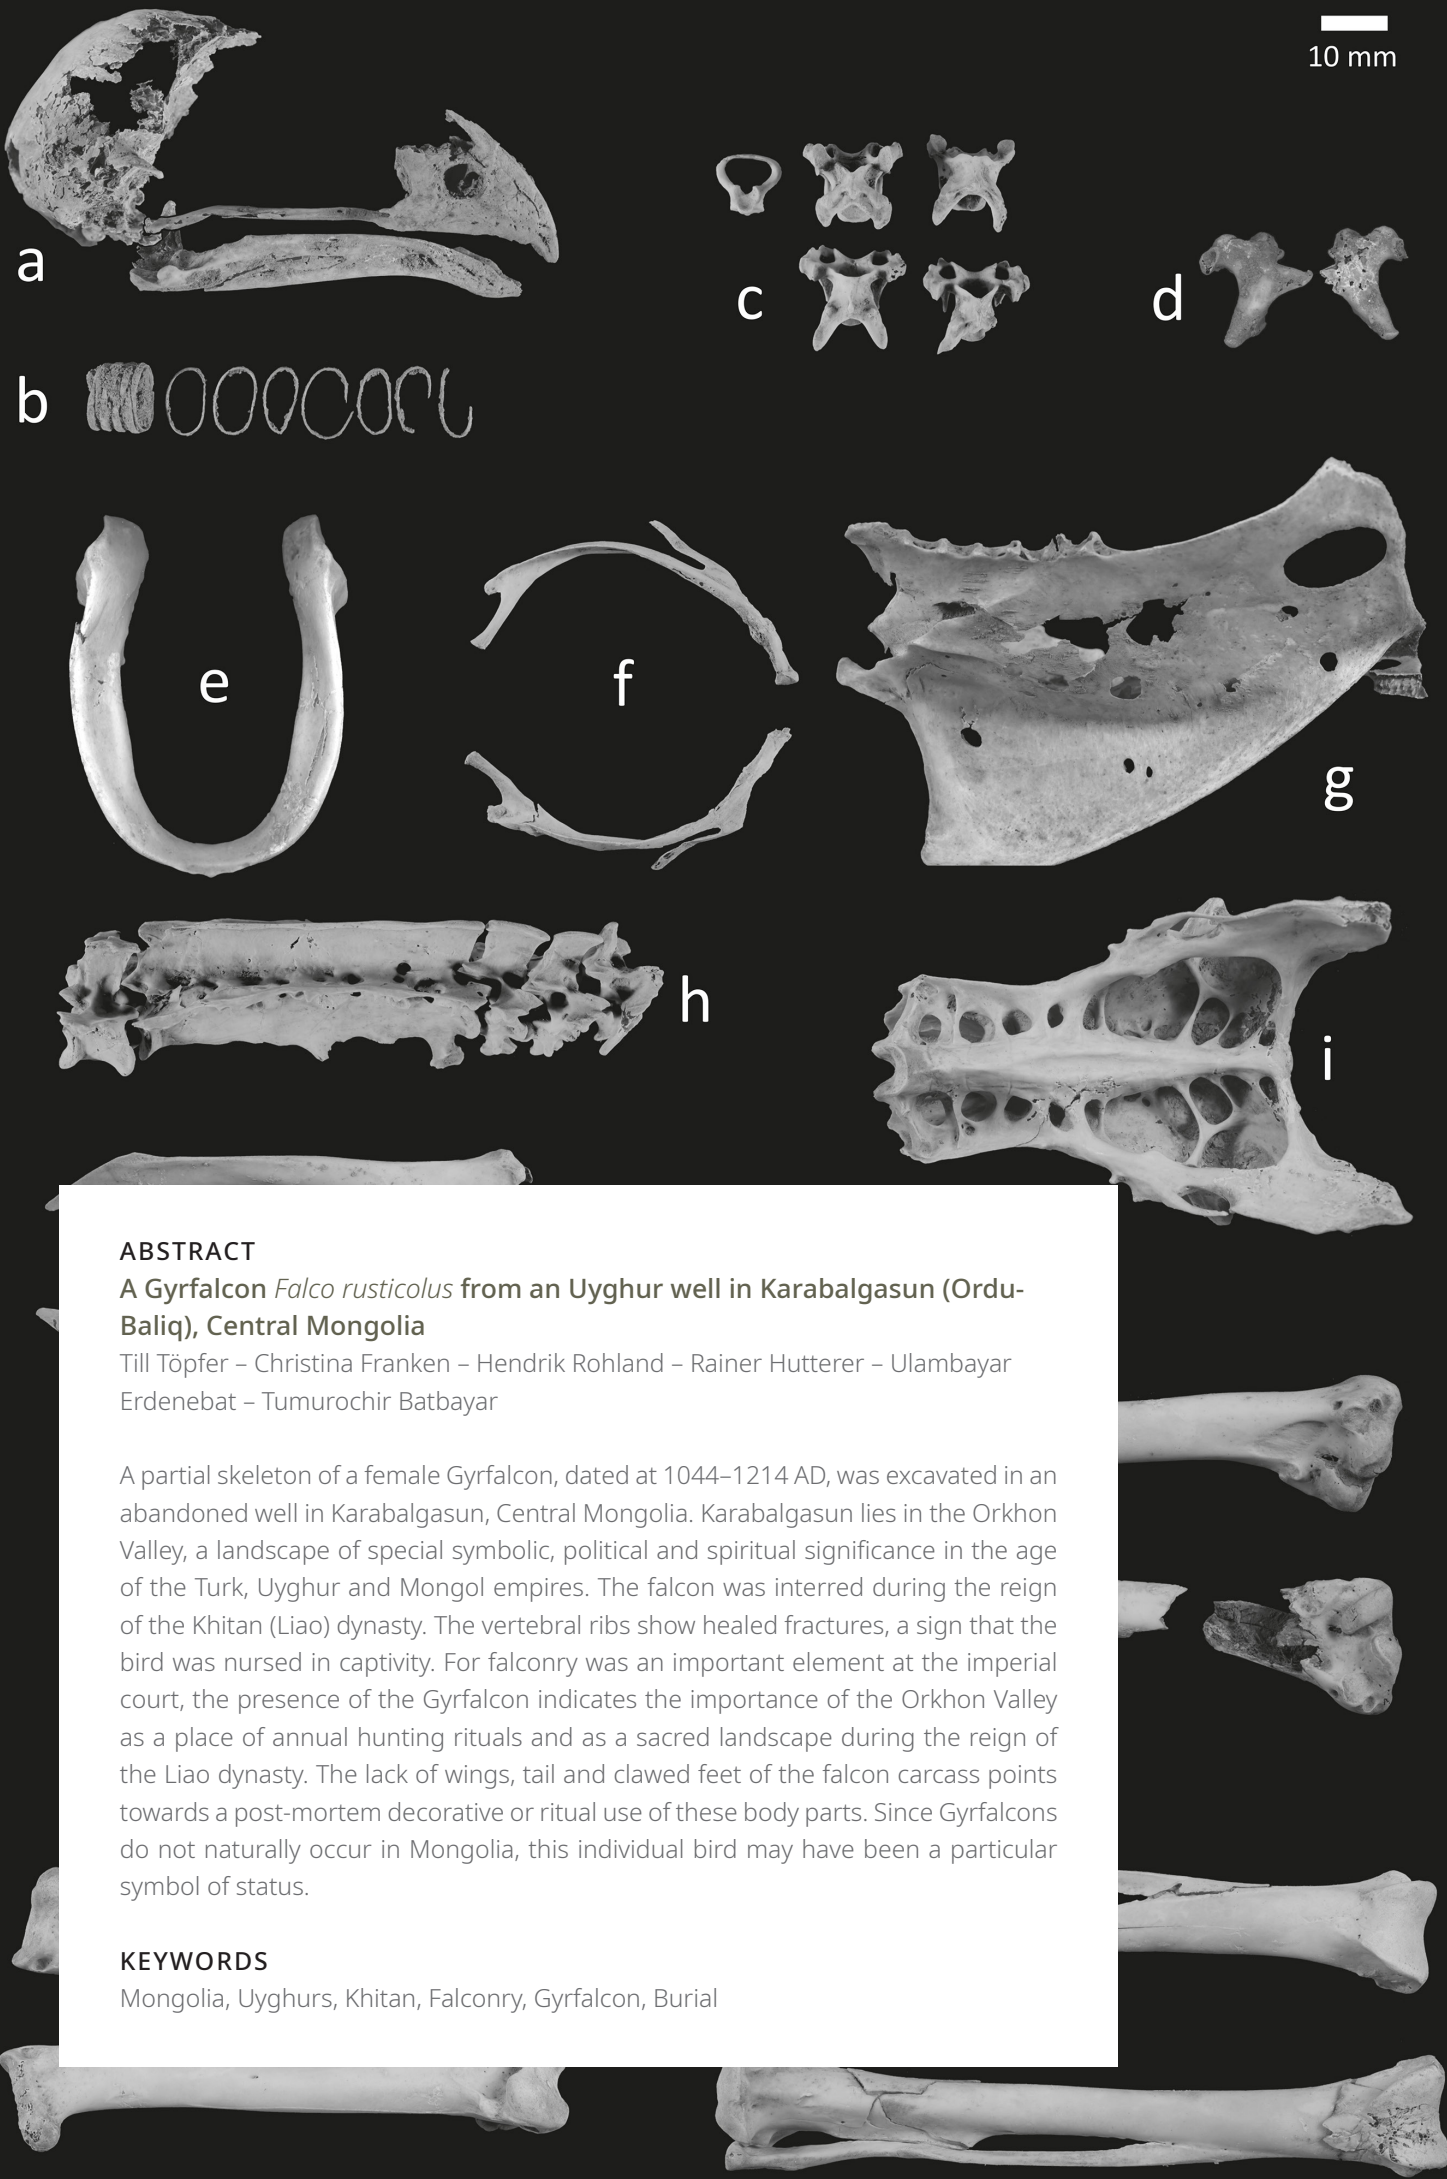 10 mm
a
c
d
b
e
f
g
h
i
ABSTRACT
A Gyrfalcon Falco rusticolus from an Uyghur well in Karabalgasun (Ordu-
Baliq), Central Mongolia
Till Töpfer – Christina Franken – Hendrik Rohland – Rainer Hutterer – Ulambayar
Erdenebat – Tumurochir Batbayar
A partial skeleton of a female Gyrfalcon, dated at 1044–1214 AD, was excavated in an
abandoned well in Karabalgasun, Central Mongolia. Karabalgasun lies in the Orkhon
Valley, a landscape of special symbolic, political and spiritual significance in the age
of the Turk, Uyghur and Mongol empires. The falcon was interred during the reign
of the Khitan (Liao) dynasty. The vertebral ribs show healed fractures, a sign that the
bird was nursed in captivity. For falconry was an important element at the imperial
court, the presence of the Gyrfalcon indicates the importance of the Orkhon Valley
as a place of annual hunting rituals and as a sacred landscape during the reign of
the Liao dynasty. The lack of wings, tail and clawed feet of the falcon carcass points
towards a post-mortem decorative or ritual use of these body parts. Since Gyrfalcons
do not naturally occur in Mongolia, this individual bird may have been a particular
symbol of status.
KEYWORDS
Mongolia, Uyghurs, Khitan, Falconry, Gyrfalcon, Burial